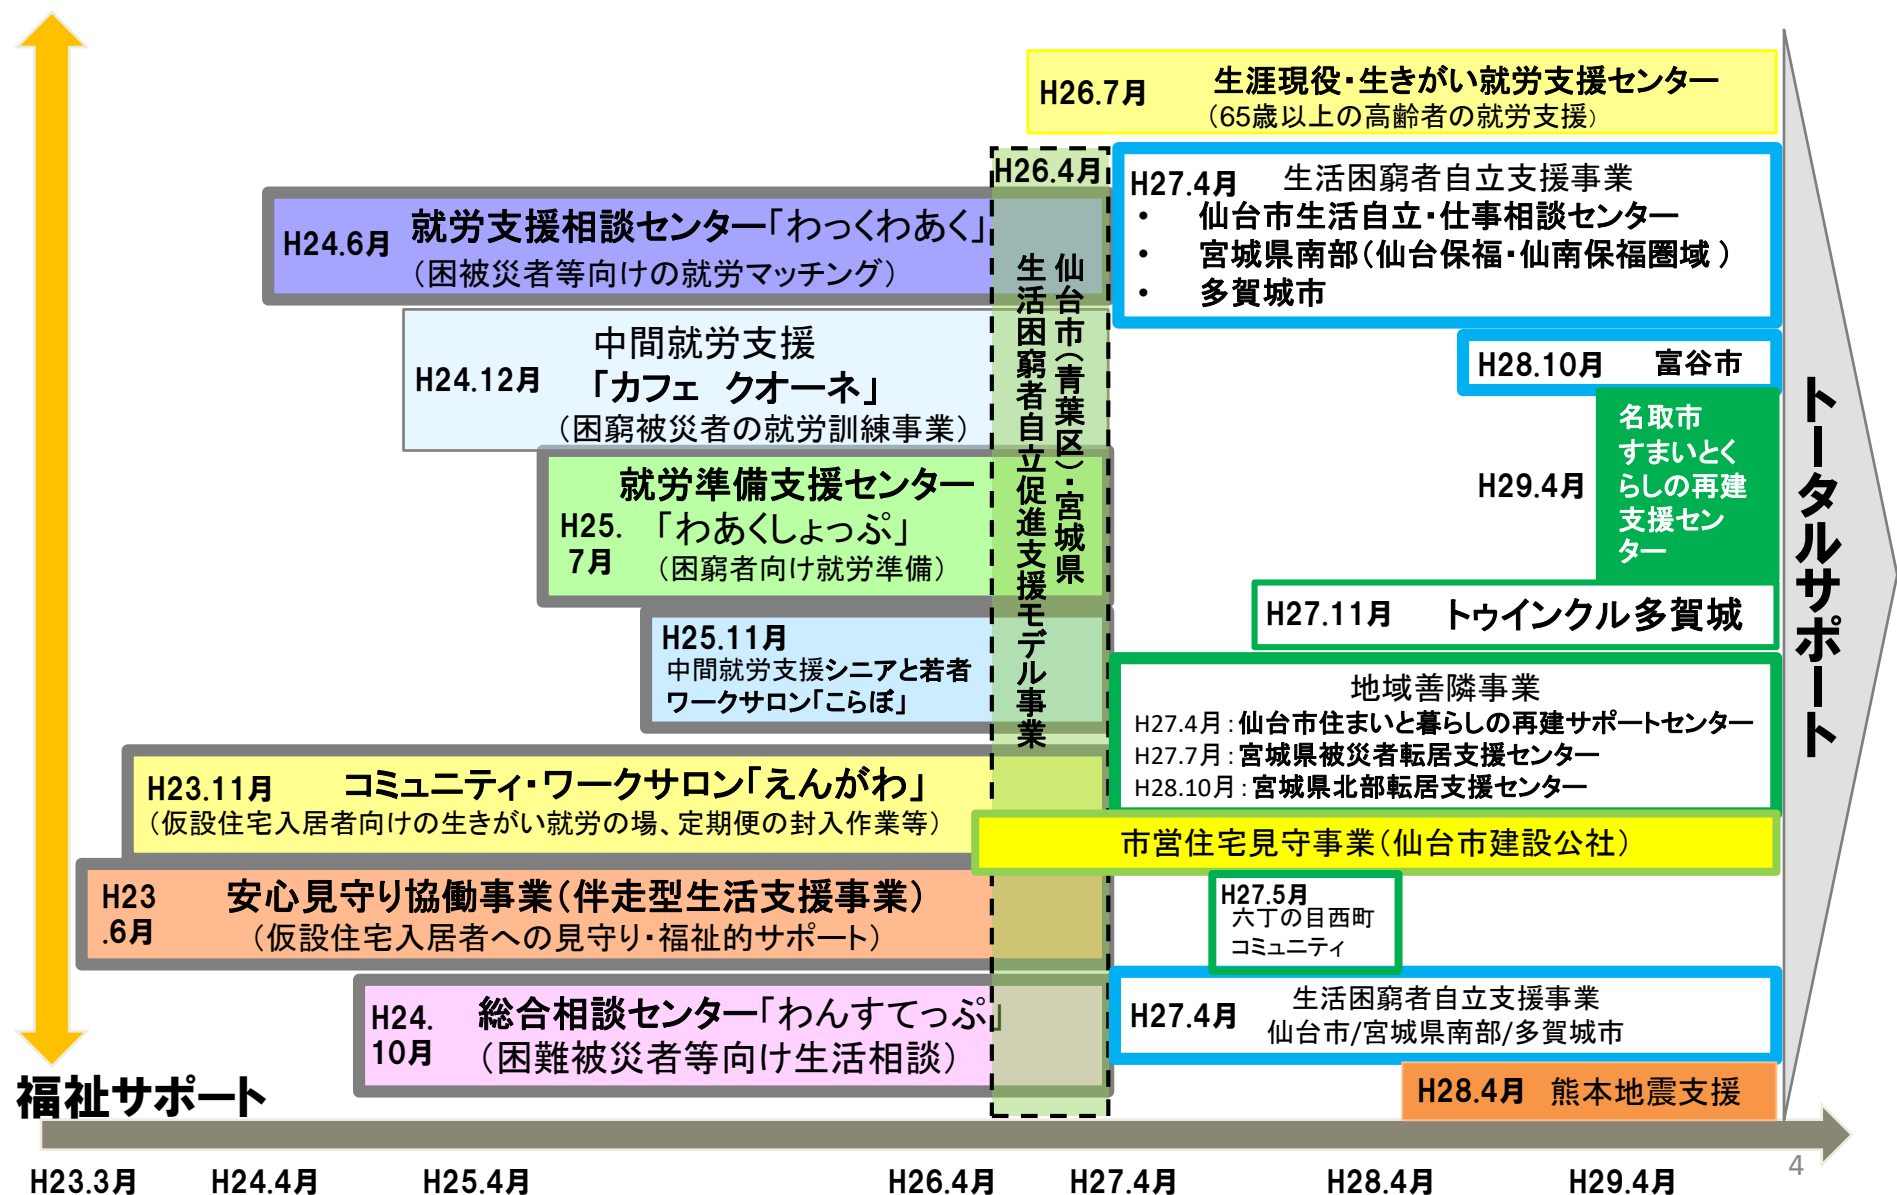 H26.7月
生涯現役・生きがい就労支援センター
（65歳以上の高齢者の就労支援）
H26.4月
仙台市（青葉区）・宮城県
生活困窮者自立促進支援モデル事業
H27.4月 生活困窮者自立支援事業
・ 仙台市生活自立・仕事相談センター
・ 宮城県南部（仙台保福・仙南保福圏域）
・ 多賀城市
H24.6月
就労支援相談センター「わっくわあく」
（困被災者等向けの就労マッチング）
H24.12月
中間就労支援
「カフェ クオーネ」
（困窮被災者の就労訓練事業）
H28.10月 富谷市
H29.4月
名取市
すまいとく
らしの再建
支援セン
ター
就労準備支援センター
H25.
7月
「わあくしょっぷ」
（困窮者向け就労準備）
H27.11月 トゥインクル多賀城
H25.11月
中間就労支援シニアと若者
ワークサロン「こらぼ」
地域善隣事業
H27.4月：仙台市住まいと暮らしの再建サポートセンター
H27.7月：宮城県被災者転居支援センター
H28.10月：宮城県北部転居支援センター
H23.11月 コミュニティ・ワークサロン「えんがわ」
（仮設住宅入居者向けの生きがい就労の場、定期便の封入作業等）
市営住宅見守事業（仙台市建設公社）
H23
.6月
安心見守り協働事業（伴走型生活支援事業）
（仮設住宅入居者への見守り・福祉的サポート）
H27.5月
六丁の目西町
コミュニティ
H24.
10月
総合相談センター「わんすてっぷ」
（困難被災者等向け生活相談）
H27.4月
生活困窮者自立支援事業
仙台市/宮城県南部/多賀城市
H28.4月 熊本地震支援
トータルサポート
福祉サポート
H23.3月 H24.4月 H25.4月 H26.4月 H27.4月 H28.4月 H29.4月
4